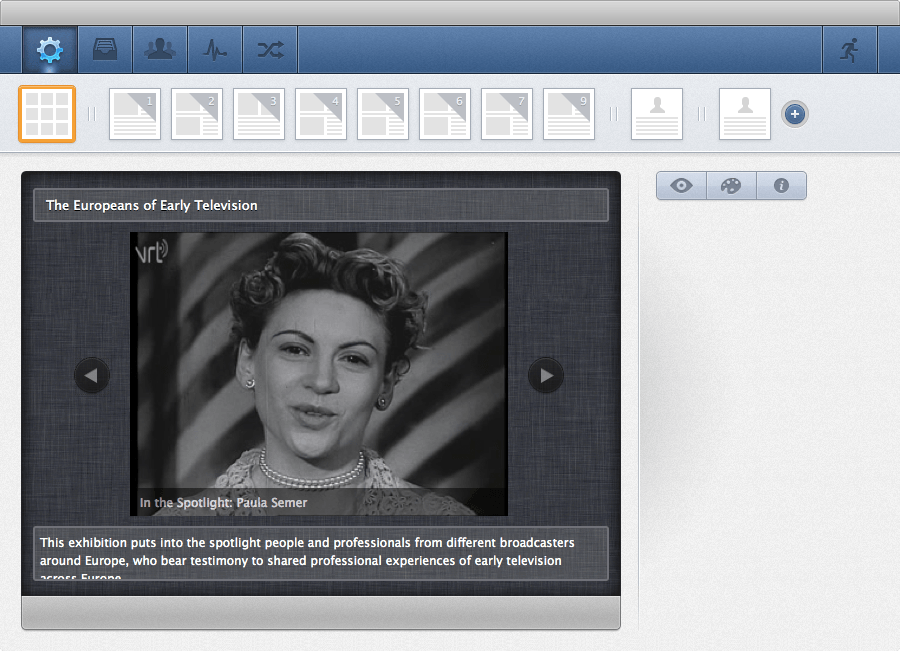 1 2 3 4 5 6 7 9
The Europeans of Early Television
vrt
In the Spotlight: Paula Semer
This exhibition puts into the spotlight people and professionals from different broadcasters
around Europe, who bear testimony to shared professional experiences of early television
across Europe